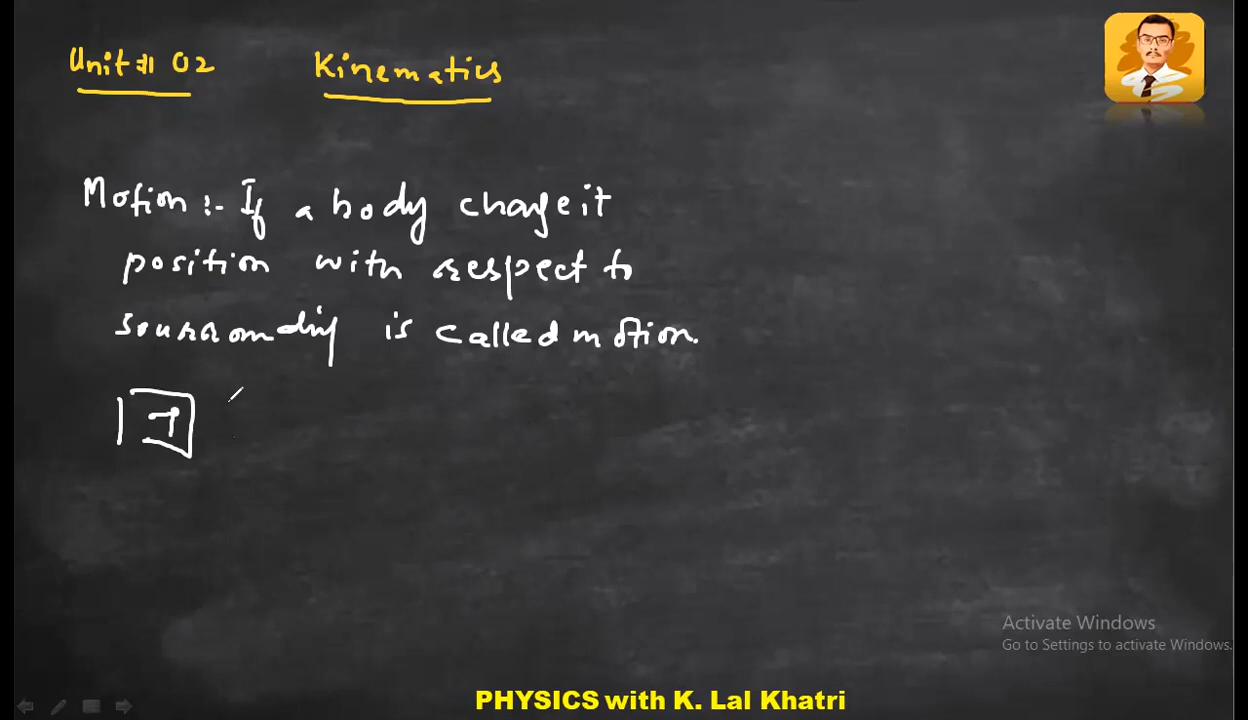 Unit # 02 Kinematics
Motion :- If a body change it
position with respect to
sourrounding is called motion.
Activate Windows
Go to Settings to activate Windows.
PHYSICS with K. Lal Khatri